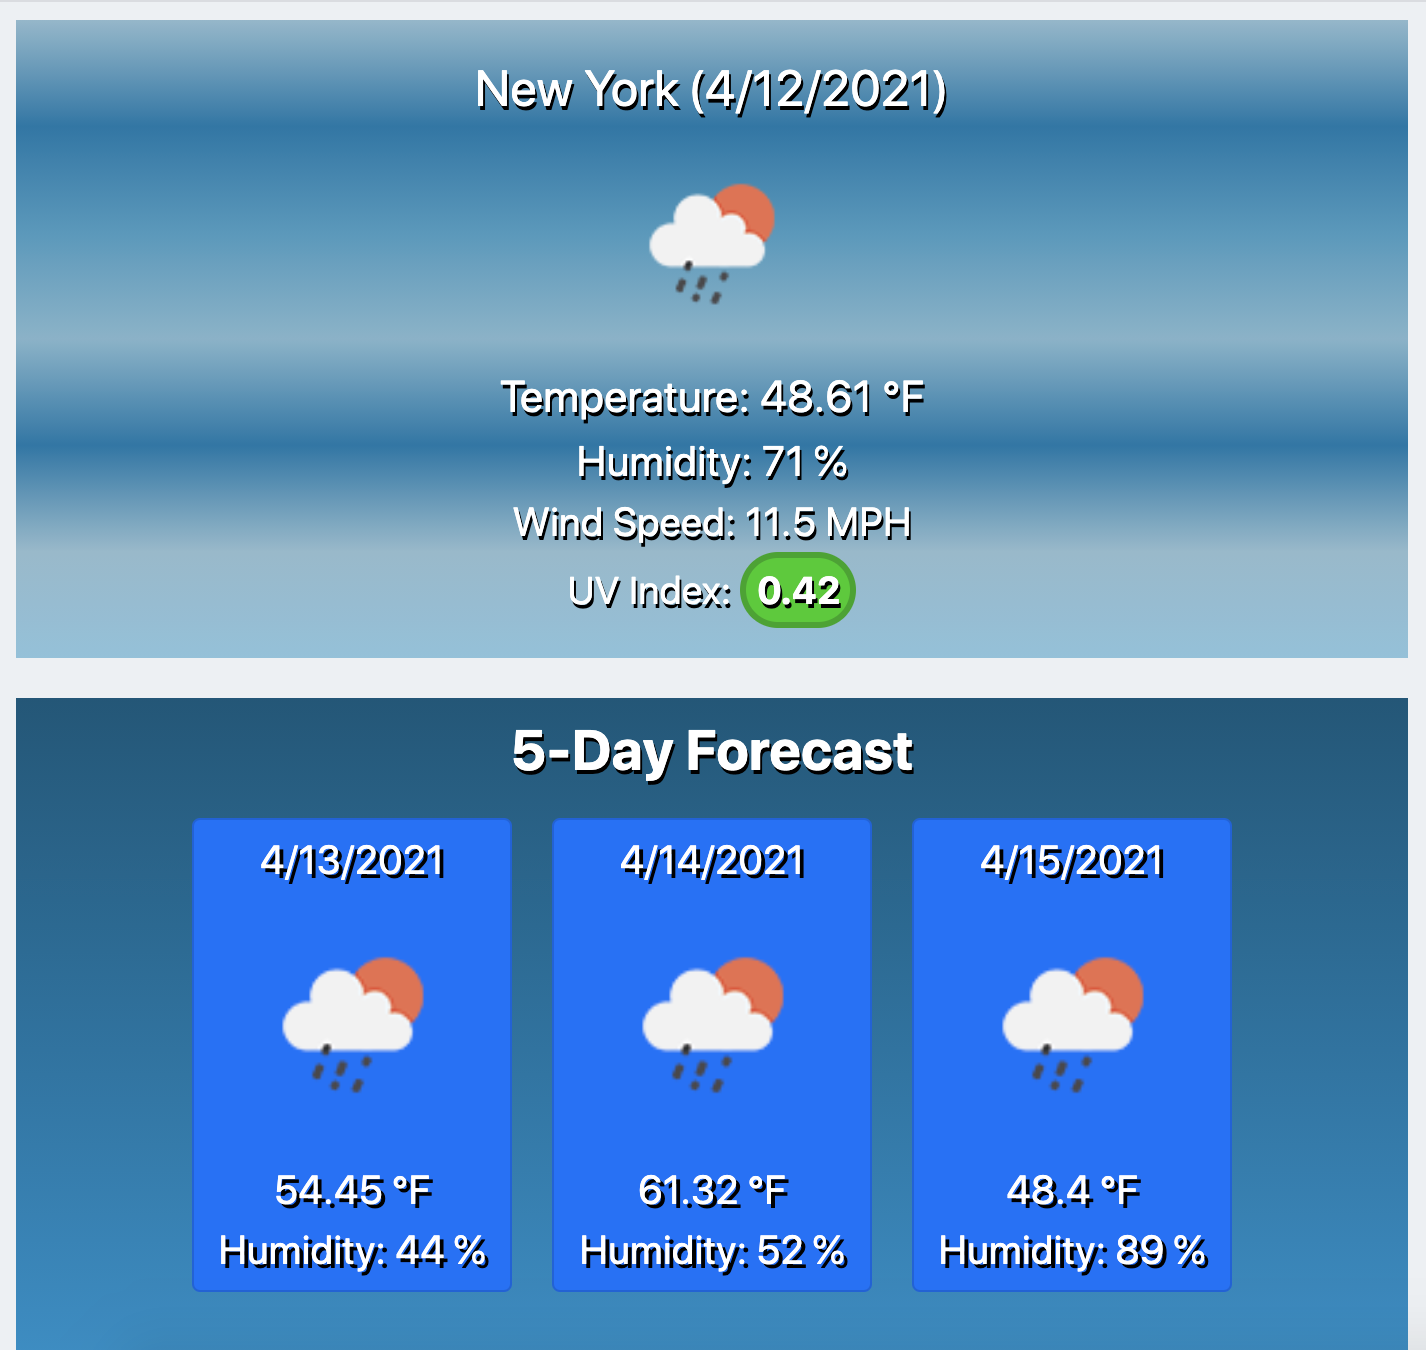 New York (4/12/2021)
Temperature: 48.61 °F
Humidity: 71 %
Wind Speed: 11.5 MPH
UV Index: 0.42
5-Day Forecast
4/13/2021
54.45 °F
Humidity: 44 %
4/14/2021
61.32 °F
Humidity: 52 %
4/15/2021
48.4 °F
Humidity: 89 %